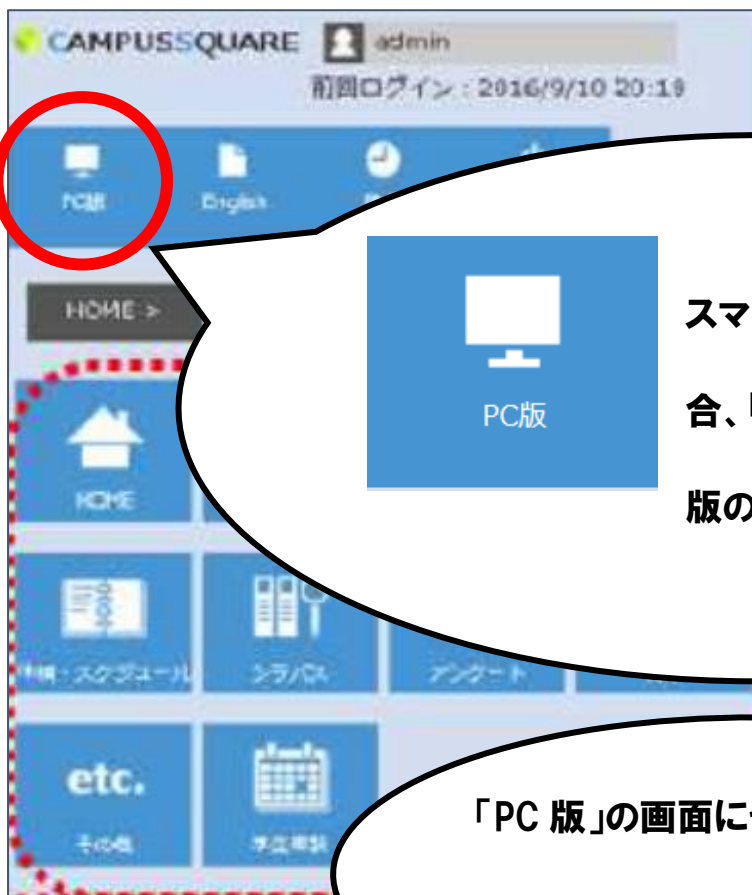 CAMPUSSQUARE admin
前回ログイン : 2016/9/10 20:19
PC版 English
HOME >
スマ
PC版
合、
版の
HOME
シラバス アンケート
etc.
その他
「PC 版」の画面に